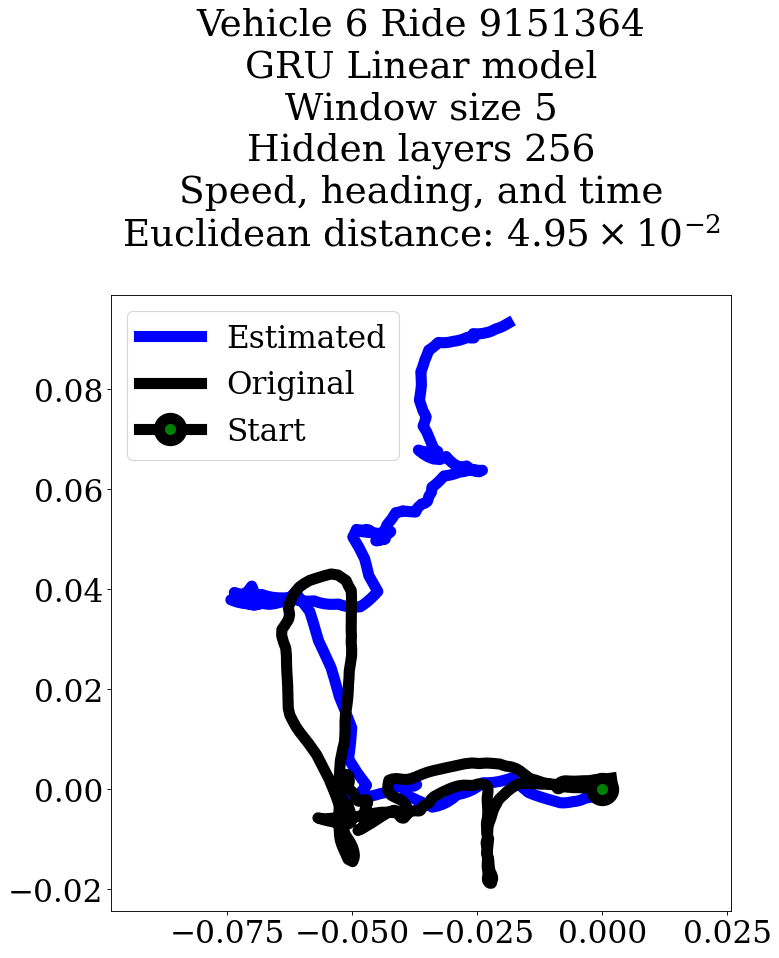 Vehicle 6 Ride 9151364
GRU Linear model
Window size 5
Hidden layers 256
Speed, heading, and time
Euclidean distance: 4.95 × 10⁻²
Estimated
Original
Start
0.08
0.06
0.04
0.02
0.00
−0.02
−0.075 −0.050 −0.025 0.000 0.025